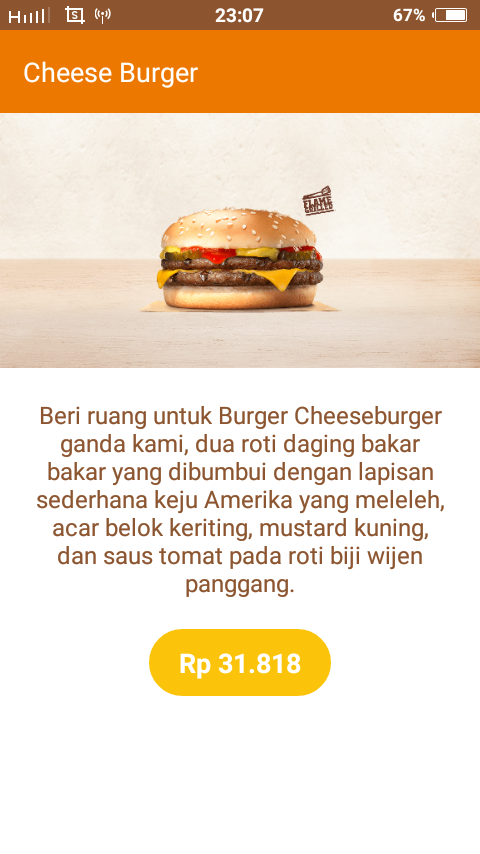 23:07
67%
Cheese Burger
FLAME
GRILLED
Beri ruang untuk Burger Cheeseburger
ganda kami, dua roti daging bakar
bakar yang dibumbui dengan lapisan
sederhana keju Amerika yang meleleh,
acar belok keriting, mustard kuning,
dan saus tomat pada roti biji wijen
panggang.
Rp 31.818